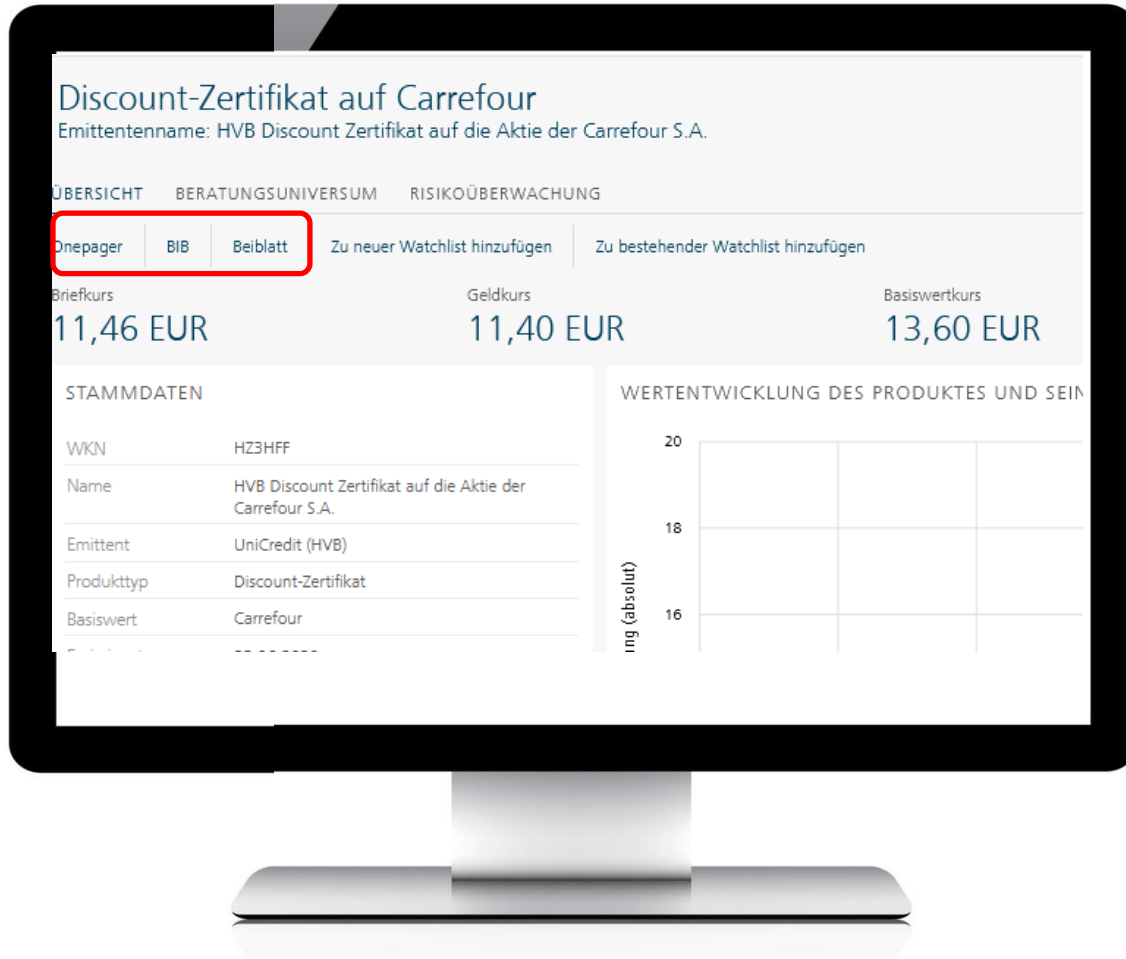 Discount-Zertifikat auf Carrefour
Emittentenname: HVB Discount Zertifikat auf die Aktie der Carrefour S.A.
ÜBERSICHT BERATUNGSUNIVERSUM RISIKOÜBERWACHUNG
Onepager BIB Beiblatt Zu neuer Watchlist hinzufügen Zu bestehender Watchlist hinzufügen
Briefkurs Geldkurs Basiswertkurs
11,46 EUR 11,40 EUR 13,60 EUR
STAMMDATEN
WKN HZ3HFF
Name HVB Discount Zertifikat auf die Aktie der
Carrefour S.A.
Emittent UniCredit (HVB)
Produkttyp Discount-Zertifikat
Basiswert Carrefour
WERTENTWICKLUNG DES PRODUKTES UND SEIN
20
18
16
ung (absolut)